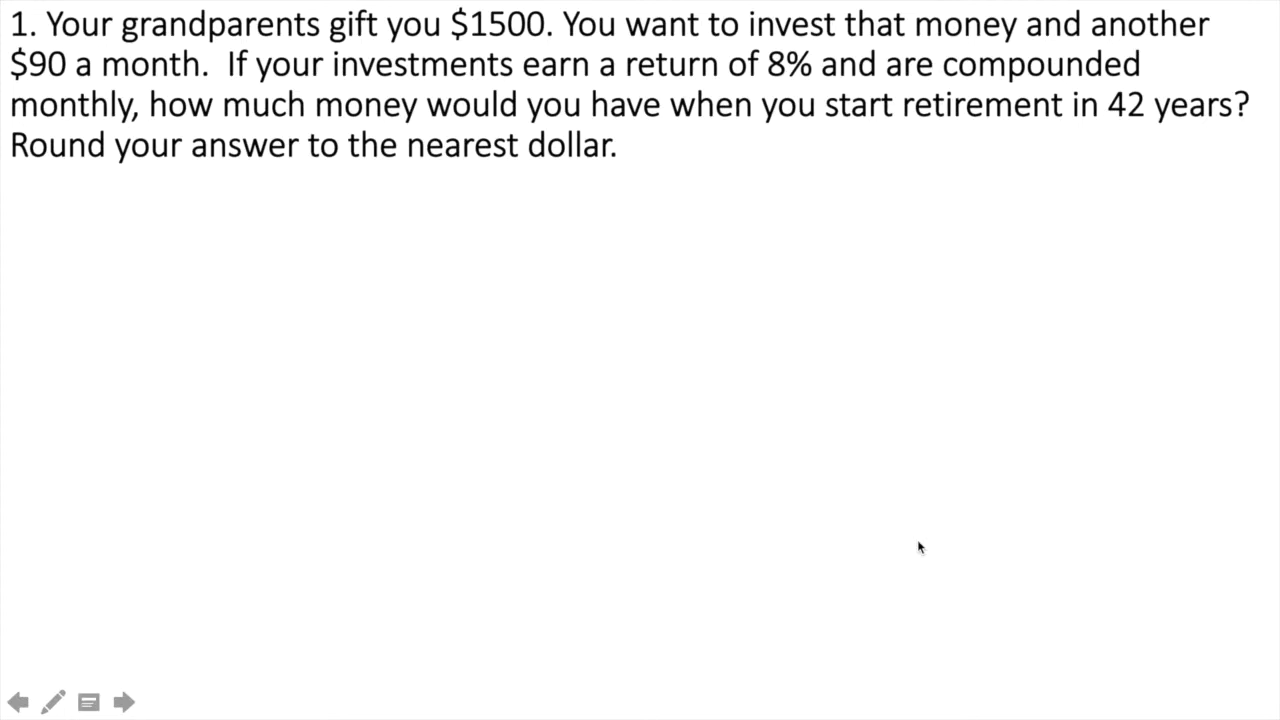 1. Your grandparents gift you $1500. You want to invest that money and another
$90 a month.  If your investments earn a return of 8% and are compounded
monthly, how much money would you have when you start retirement in 42 years?
Round your answer to the nearest dollar.